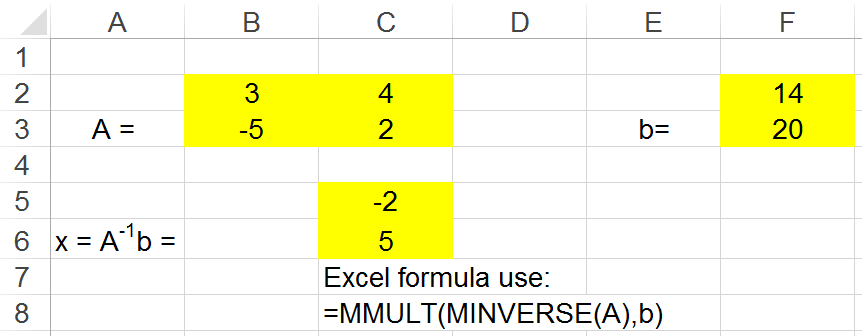 A B C D E F
1
2 3 4 14
3 A = -5 2 b= 20
4
5 -2
6 x = A⁻¹b = 5
7 Excel formula use:
8 =MMULT(MINVERSE(A),b)